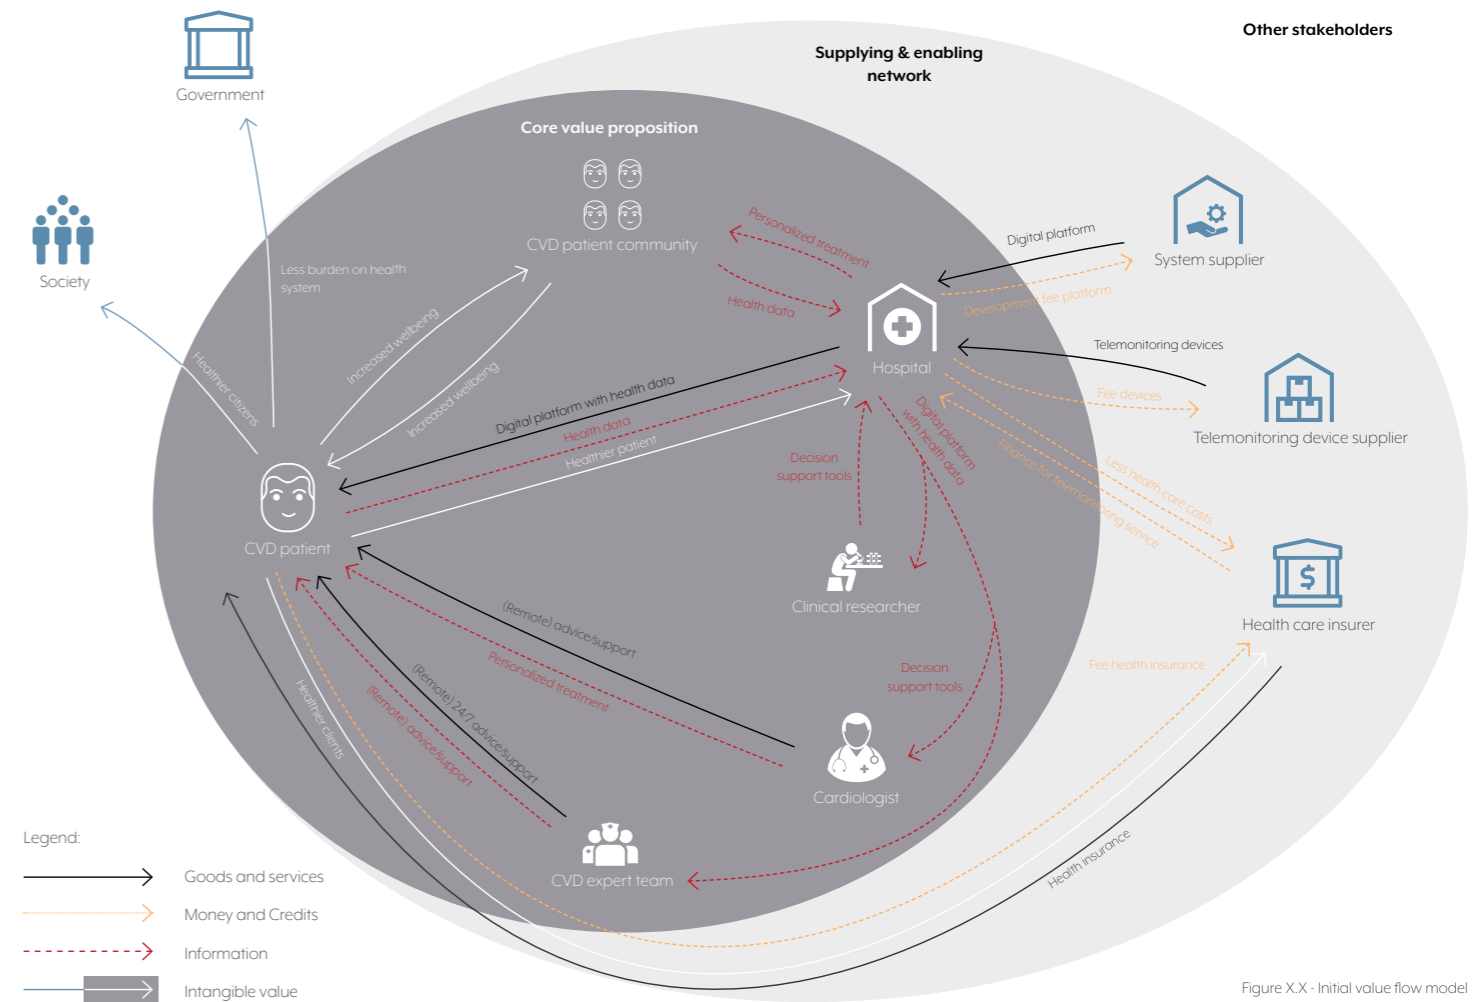 Other stakeholders
Supplying & enabling
network
Government
Core value proposition
CVD patient community
Society
Less burden on health
system
Healthier citizens
Increased wellbeing
Increased wellbeing
Personalized treatment
Health data
Digital platform
System supplier
Development fee platform
Hospital
Telemonitoring devices
Fee devices
Telemonitoring device supplier
Digital platform with health data
Health data
Healthier patient
Decision
support tools
Digital platform
with health data
Less health care costs
Finance for telemonitoring service
CVD patient
Clinical researcher
Health care insurer
(Remote) advice/support
Personalized treatment
(Remote) 24/7 advice/support
(Remote) advice/support
Decision
support tools
Fee health insurance
Healthier clients
Cardiologist
CVD expert team
Health insurance
Legend:
Goods and services
Money and Credits
Information
Intangible value
Figure X.X - Initial value flow model